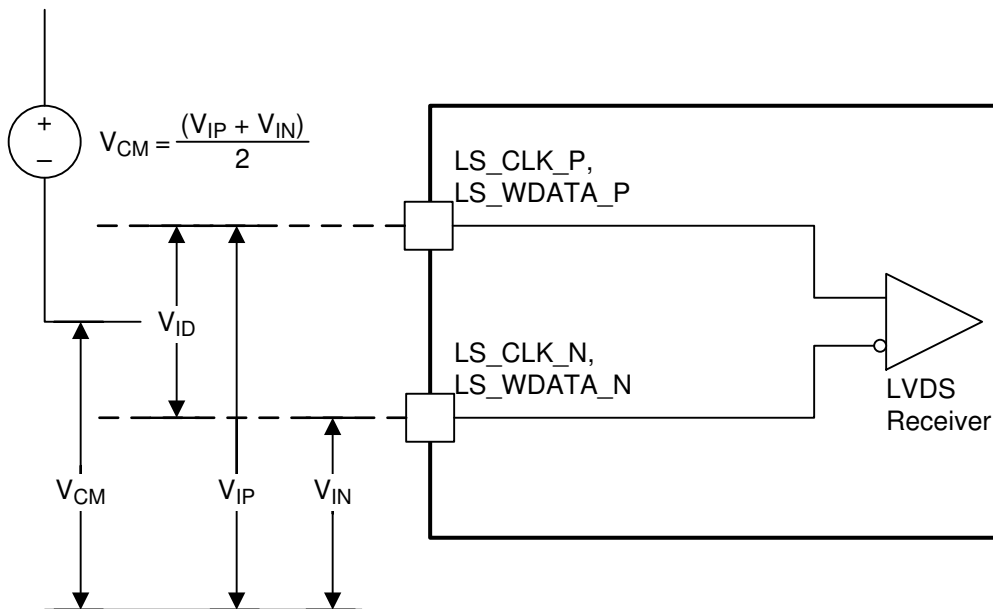 +
–
V_CM = (V_IP + V_IN)
2
LS_CLK_P,
LS_WDATA_P
V_ID
LS_CLK_N,
LS_WDATA_N
LVDS
Receiver
V_CM
V_IP
V_IN